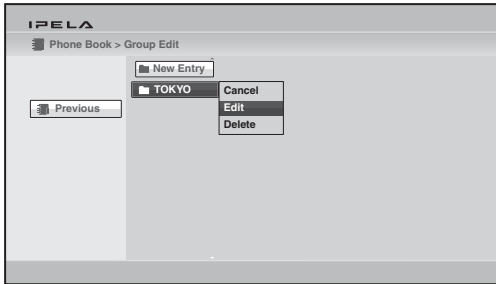 IPELA
Phone Book > Group Edit
New Entry
TOKYO
Cancel
Edit
Delete
Previous